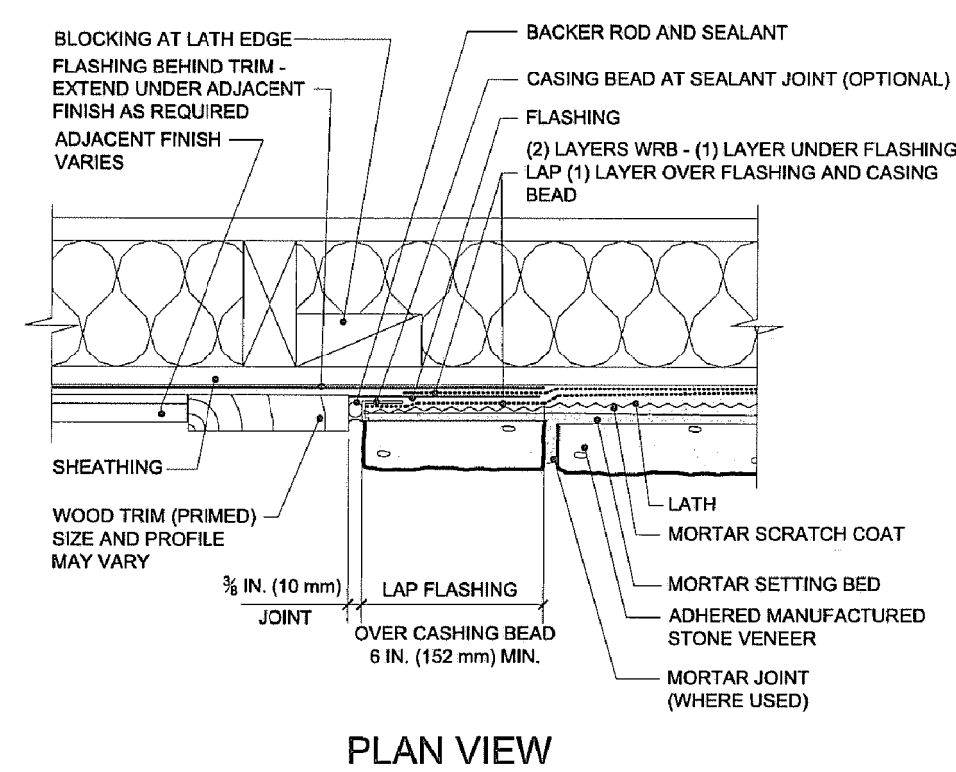 BLOCKING AT LATH EDGE
FLASHING BEHIND TRIM -
EXTEND UNDER ADJACENT
FINISH AS REQUIRED
ADJACENT FINISH
VARIES
BACKER ROD AND SEALANT
CASING BEAD AT SEALANT JOINT (OPTIONAL)
FLASHING
(2) LAYERS WRB - (1) LAYER UNDER FLASHING
LAP (1) LAYER OVER FLASHING AND CASING
BEAD
SHEATHING
WOOD TRIM (PRIMED)
SIZE AND PROFILE
MAY VARY
⅜ IN. (10 mm)
JOINT
LAP FLASHING
OVER CASHING BEAD
6 IN. (152 mm) MIN.
LATH
MORTAR SCRATCH COAT
MORTAR SETTING BED
ADHERED MANUFACTURED
STONE VENEER
MORTAR JOINT
(WHERE USED)
PLAN VIEW